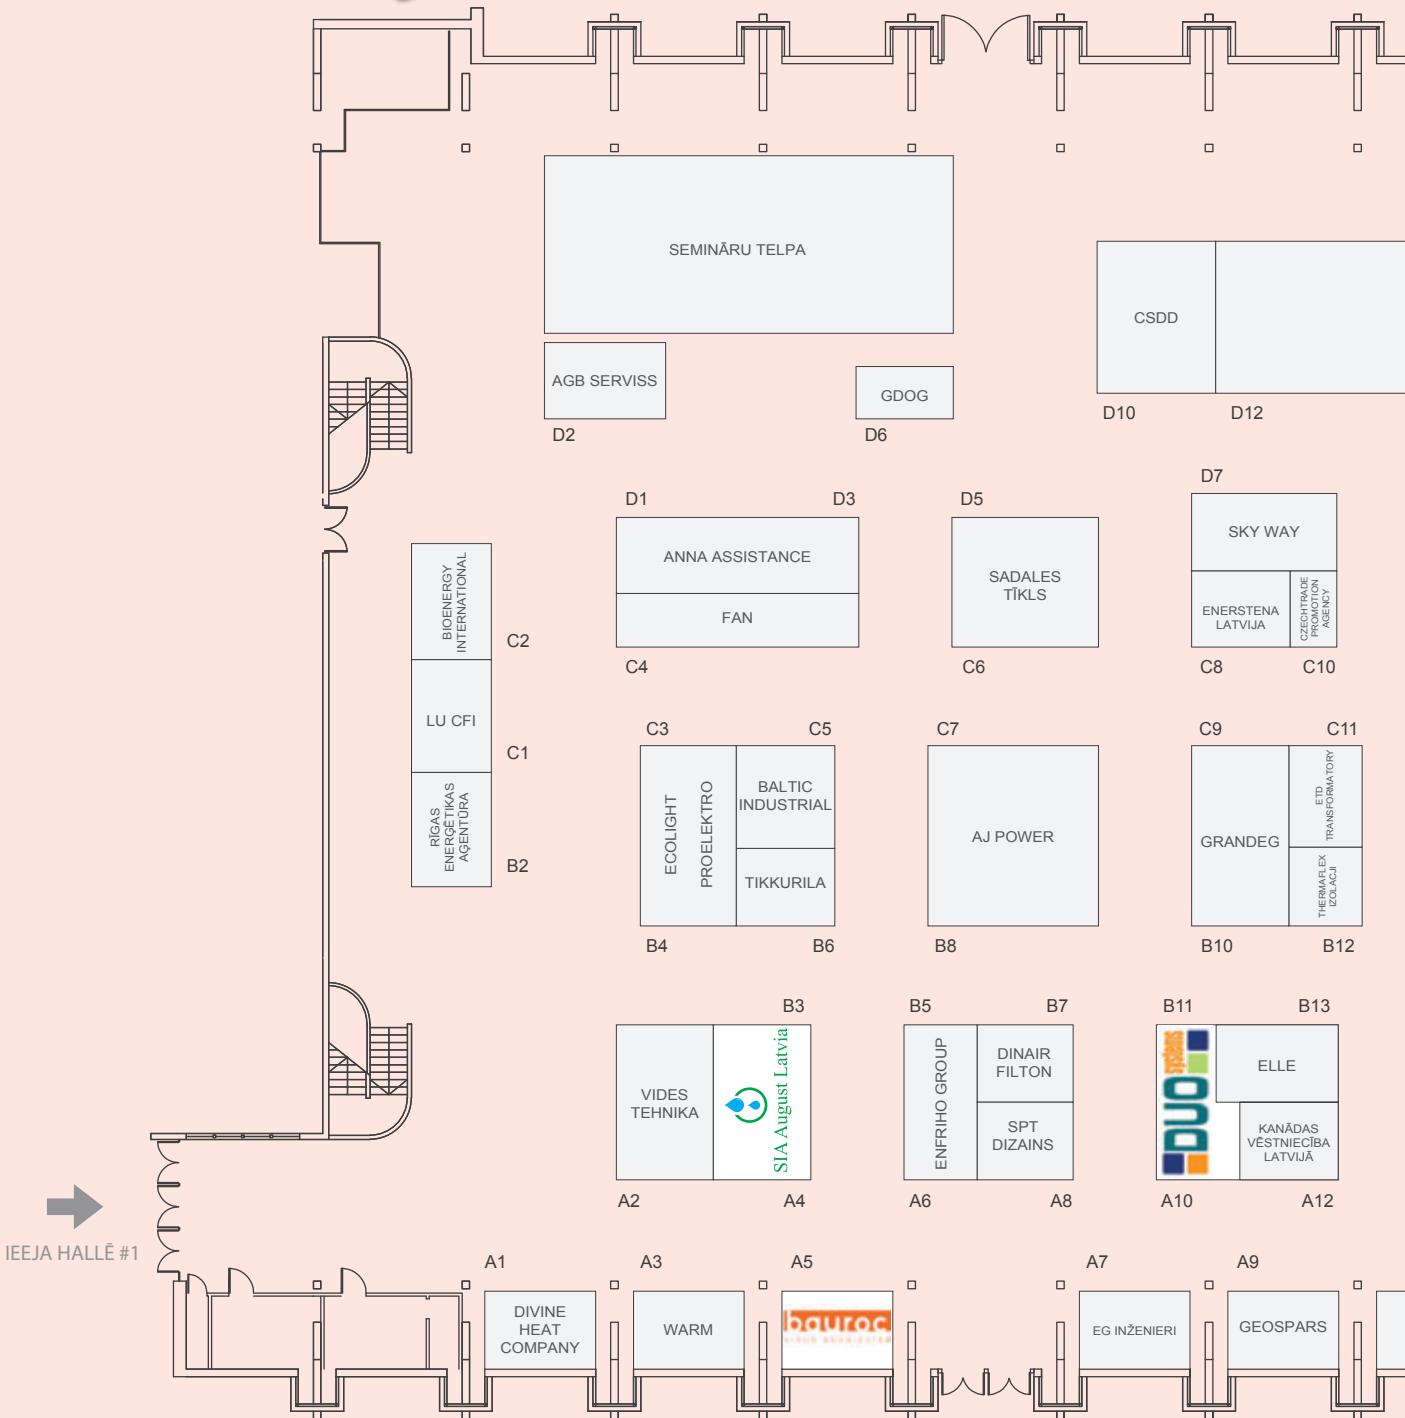 SEMINĀRU TELPA
CSDD
AGB SERVISS
GDOG
D10
D12
D2
D6
D7
D1
D3
D5
SKY WAY
ANNA ASSISTANCE
SADALES
TĪKLS
BIOENERGY
INTERNATIONAL
FAN
ENERSTENA
LATVIJA
CZECHTRADE
PROMOTION
AGENCY
C2
C4
C6
C8
C10
LU CFI
C1
C3
C5
C7
C9
C11
RĪGAS
ENERĢĒTIKAS
AĢENTŪRA
B2
ECOLIGHT
PROELEKTRO
BALTIC
INDUSTRIAL
TIKKURILA
AJ POWER
GRANDEG
ETD
TRANSFORMATORY
THERMAFLEX
IZOLACJI
B4
B6
B8
B10
B12
B3
B5
B7
B11
B13
VIDES
TEHNIKA
SIA August Latvia
ENFRIHO GROUP
DINAIR
FILTON
SPT
DIZAINS
DUO
ELLE
KANĀDAS
VĒSTNIECĪBA
LATVIJĀ
A2
A4
A6
A8
A10
A12
IEEJA HALLĒ #1
A1
A3
A5
A7
A9
DIVINE
HEAT
COMPANY
WARM
bauroc
EG INŽENIERI
GEOSPARS